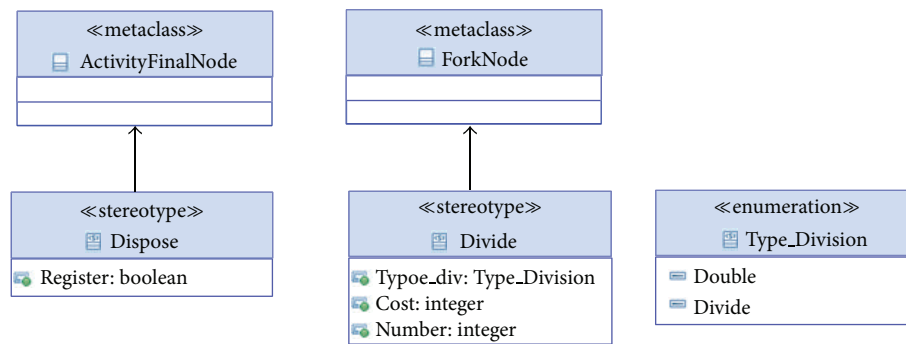 ≪metaclass≫
ActivityFinalNode
≪metaclass≫
ForkNode
≪stereotype≫
Dispose
Register: boolean
≪stereotype≫
Divide
Typoe_div: Type_Division
Cost: integer
Number: integer
≪enumeration≫
Type_Division
Double
Divide